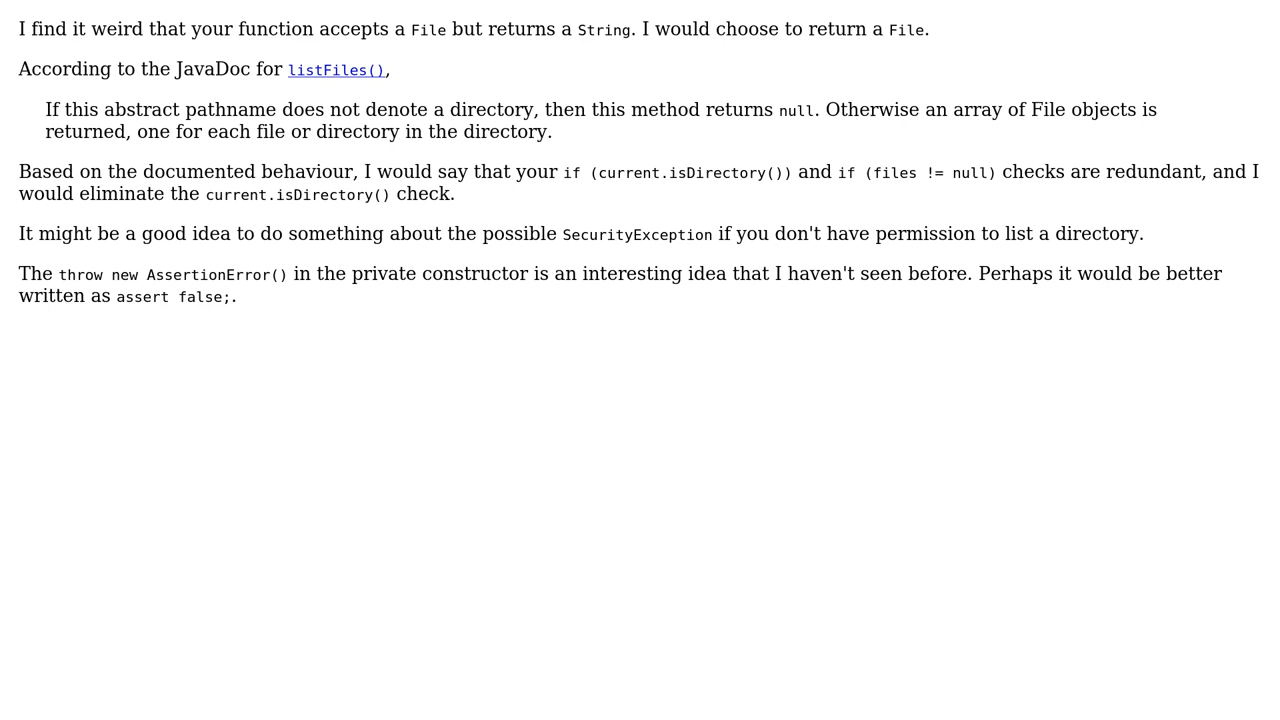 I find it weird that your function accepts a File but returns a String. I would choose to return a File.
According to the JavaDoc for listFiles(),
If this abstract pathname does not denote a directory, then this method returns null. Otherwise an array of File objects is
returned, one for each file or directory in the directory.
Based on the documented behaviour, I would say that your if (current.isDirectory()) and if (files != null) checks are redundant, and I
would eliminate the current.isDirectory() check.
It might be a good idea to do something about the possible SecurityException if you don't have permission to list a directory.
The throw new AssertionError() in the private constructor is an interesting idea that I haven't seen before. Perhaps it would be better
written as assert false;.